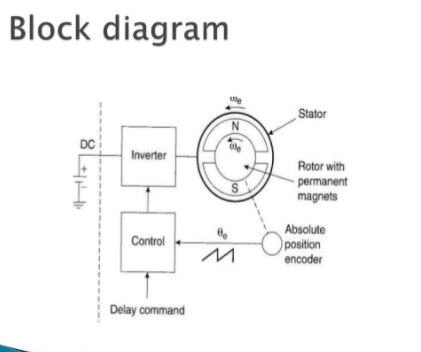 Block diagram
ωe
Stator
N
DC
ωe
Inverter
+
Rotor with
permanent
magnets
S
Absolute
position
encoder
θe
Control
Delay command